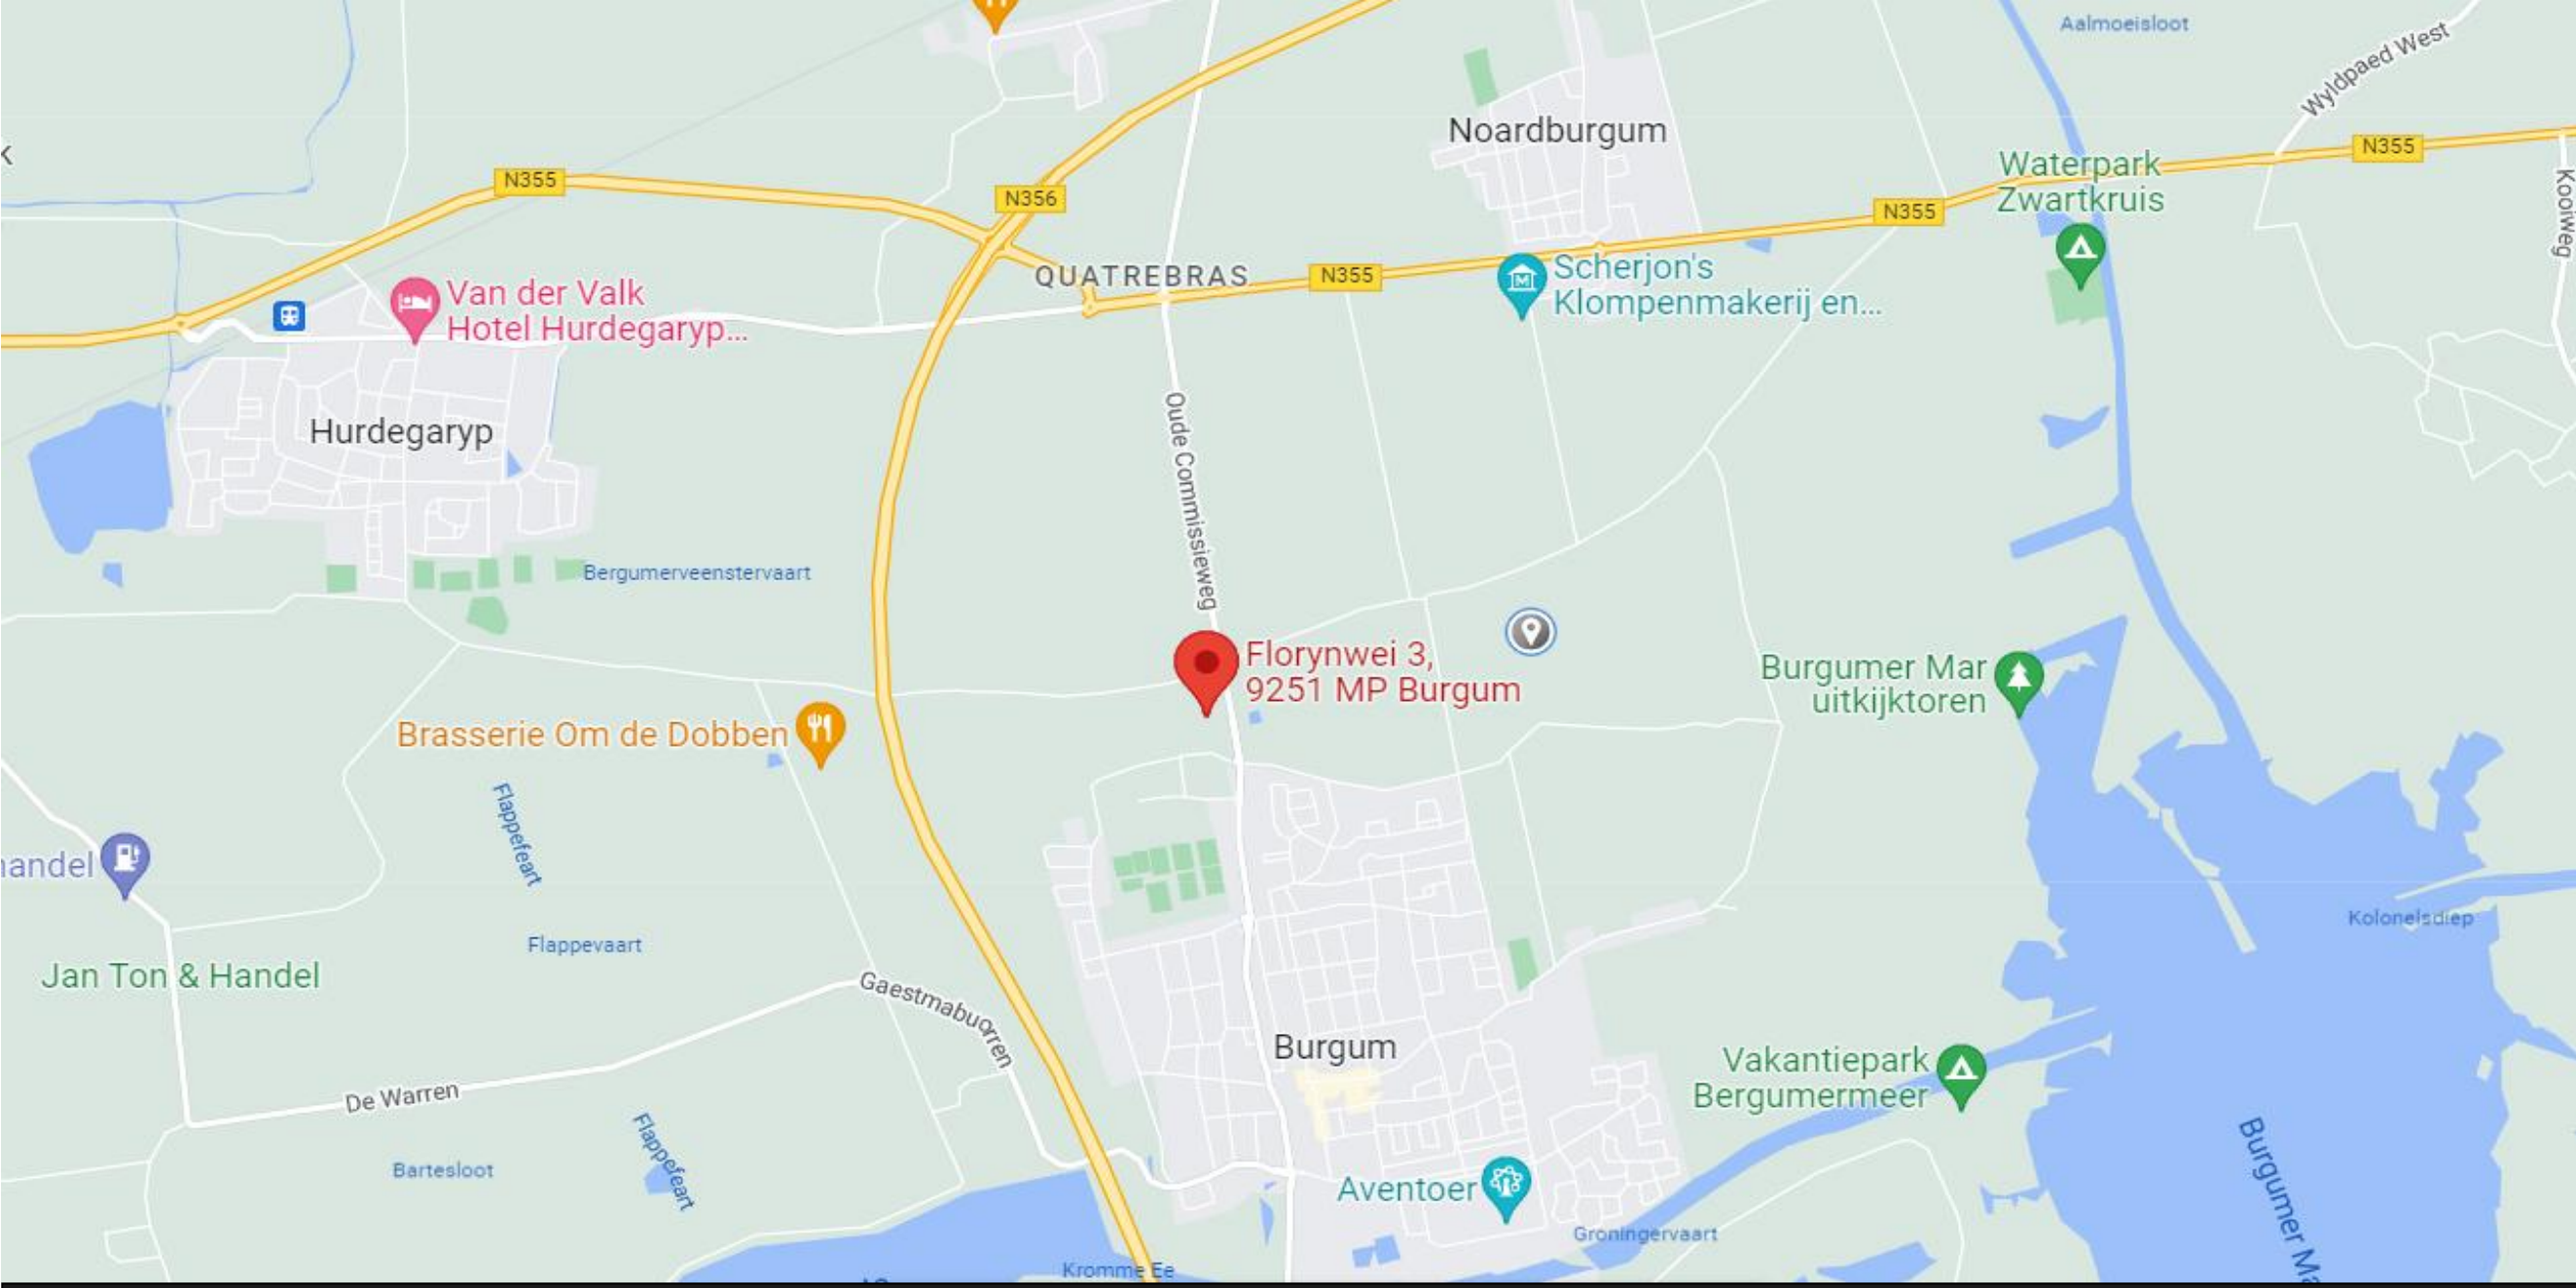 Aalmoeisloot
Wyldpaed West
Noardburgum
k
N355
N355
Waterpark
Zwartkruis
N356
N355
Kooiweg
QUATREBRAS
N355
Scherjon's
Klompenmakerij en...
Van der Valk
Hotel Hurdegaryp...
Hurdegaryp
Oude Commissieweg
Bergumerveenstervaart
Florynwei 3,
9251 MP Burgum
Burgumer Mar
uitkijktoren
Brasserie Om de Dobben
Flappefeart
handel
Kolonelsdiep
Flappevaart
Jan Ton & Handel
Gaestmabuorren
Burgum
Vakantiepark
Bergumermeer
De Warren
Flappefeart
Bartesloot
Burgumer Ma
Aventoer
Groningervaart
Kromme Ee